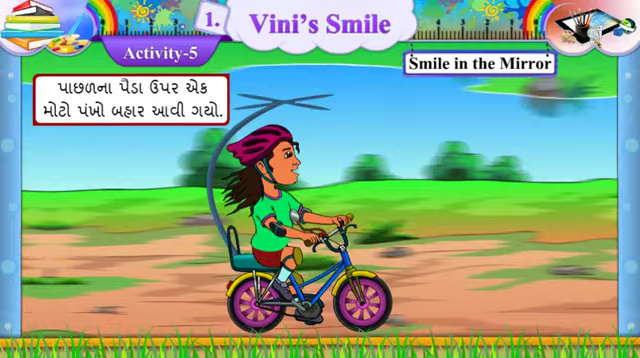 1. Vini's Smile
Activity-5
Smile in the Mirror
પાછળના પૈડા ઉપર એક
મોટો પંખો બહાર આવી ગયો.